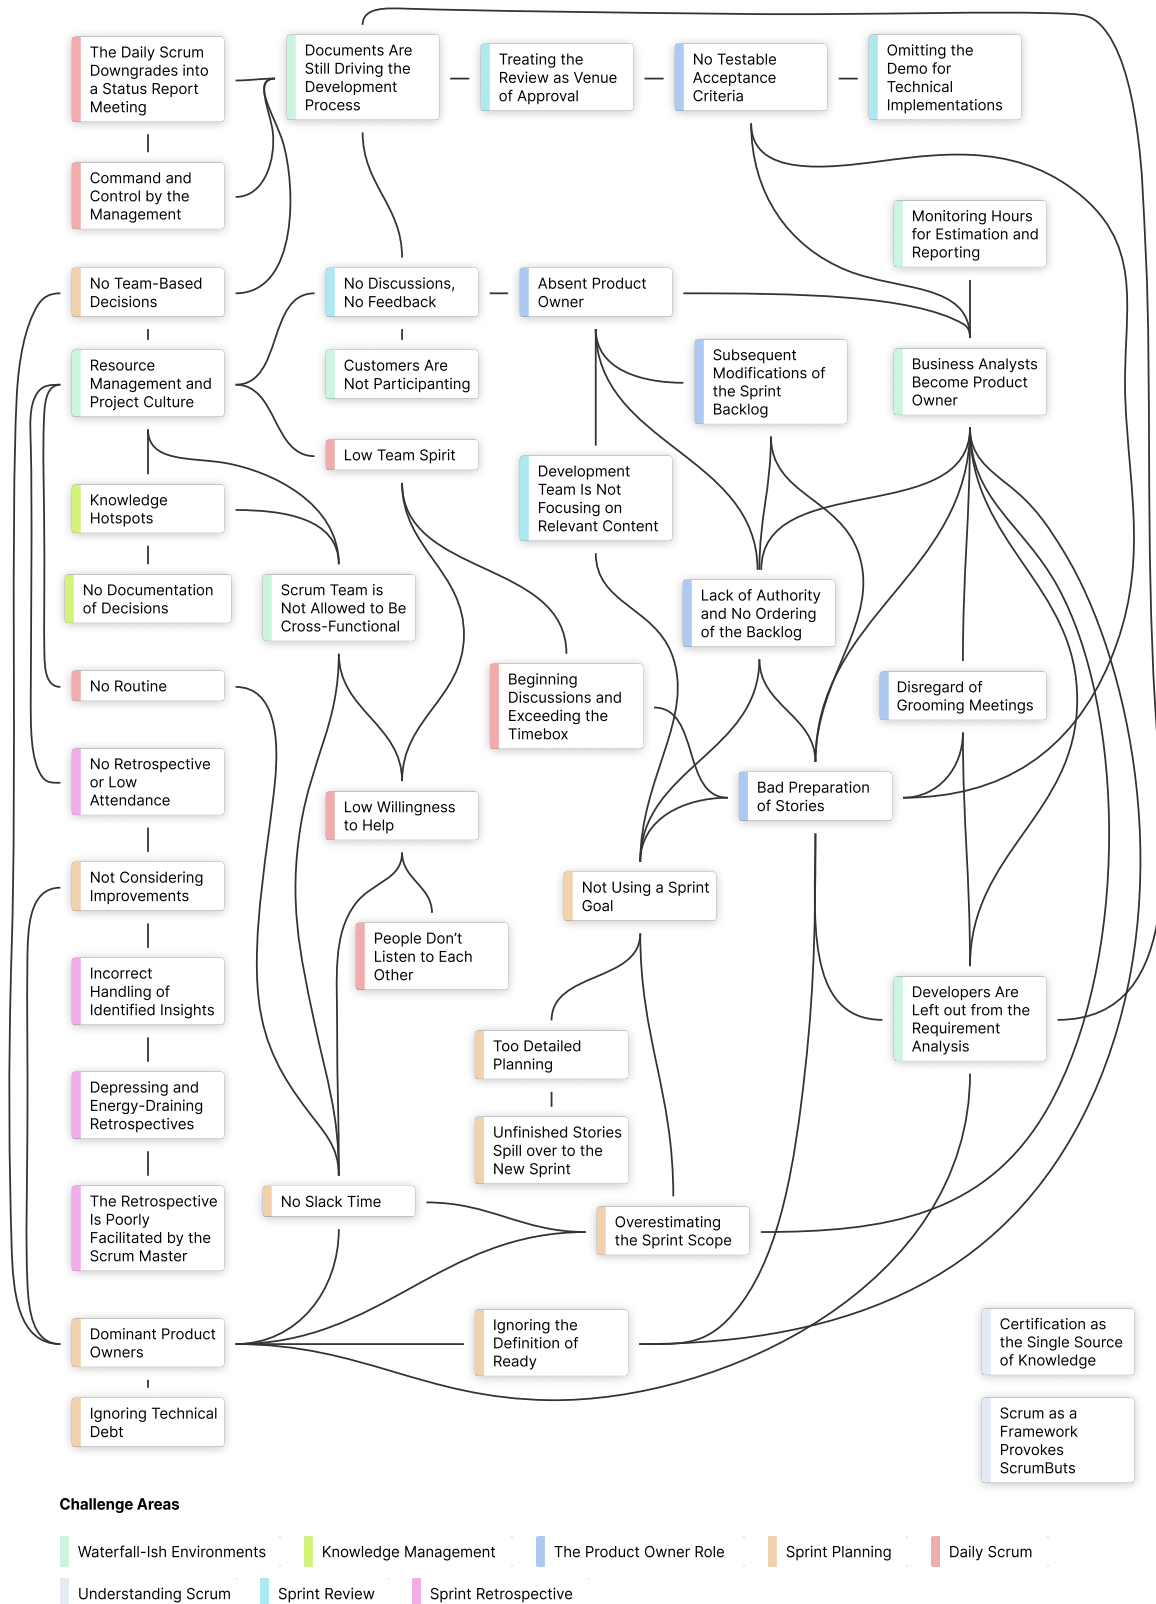 The Daily Scrum
Downgrades into
a Status Report
Meeting
Documents Are
Still Driving the
Development
Process
Treating the
Review as Venue
of Approval
No Testable
Acceptance
Criteria
Omitting the
Demo for
Technical
Implementations
Command and
Control by the
Management
Monitoring Hours
for Estimation and
Reporting
No Team-Based
Decisions
No Discussions,
No Feedback
Absent Product
Owner
Resource
Management and
Project Culture
Customers Are
Not Participanting
Subsequent
Modifications of
the Sprint
Backlog
Business Analysts
Become Product
Owner
Low Team Spirit
Development
Team Is Not
Focusing on
Relevant Content
Knowledge
Hotspots
No Documentation
of Decisions
Scrum Team is
Not Allowed to Be
Cross-Functional
Lack of Authority
and No Ordering
of the Backlog
No Routine
Beginning
Discussions and
Exceeding the
Timebox
Disregard of
Grooming Meetings
No Retrospective
or Low
Attendance
Low Willingness
to Help
Bad Preparation
of Stories
Not Considering
Improvements
Not Using a Sprint
Goal
People Don’t
Listen to Each
Other
Incorrect
Handling of
Identified Insights
Developers Are
Left out from the
Requirement
Analysis
Too Detailed
Planning
Depressing and
Energy-Draining
Retrospectives
Unfinished Stories
Spill over to the
New Sprint
The Retrospective
Is Poorly
Facilitated by the
Scrum Master
No Slack Time
Overestimating
the Sprint Scope
Dominant Product
Owners
Ignoring the
Definition of
Ready
Certification as
the Single Source
of Knowledge
Ignoring Technical
Debt
Scrum as a
Framework
Provokes
ScrumButs
Challenge Areas
Waterfall-Ish Environments
Knowledge Management
The Product Owner Role
Sprint Planning
Daily Scrum
Understanding Scrum
Sprint Review
Sprint Retrospective